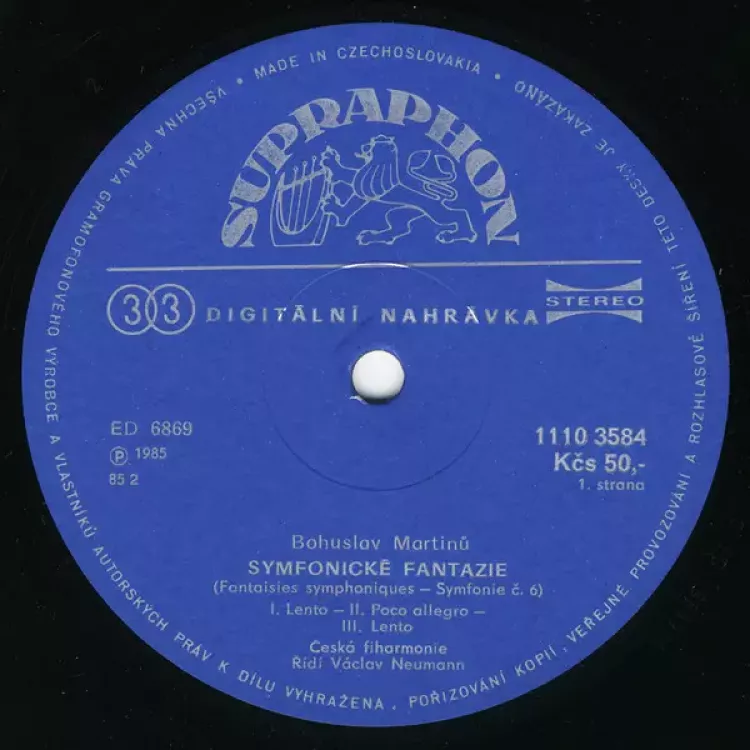 VŠECHNA PRÁVA GRAMOFONOVÉHO VÝROBCE A VLASTNÍKŮ AUTORSKÝCH PRÁV K DÍLU VYHRAŽENA. POŘIZOVÁNÍ KOPIÍ, VEŘEJNÉ PROVOZOVÁNÍ A ROZHLASOVÉ ŠÍŘENÍ TÉTO DESKY JE ZAKÁZÁNO
• MADE IN CZECHOSLOVAKIA •
SUPRAPHON
33 DIGITÁLNÍ NAHRÁVKA STEREO
ED 6869
Ⓟ 1985
85 2
1110 3584
Kčs 50,-
1. strana
Bohuslav Martinů
SYMFONICKÉ FANTAZIE
(Fantaisies symphoniques – Symfonie č. 6)
I. Lento – II. Poco allegro –
III. Lento
Česká fiharmonie
Řídí Václav Neumann